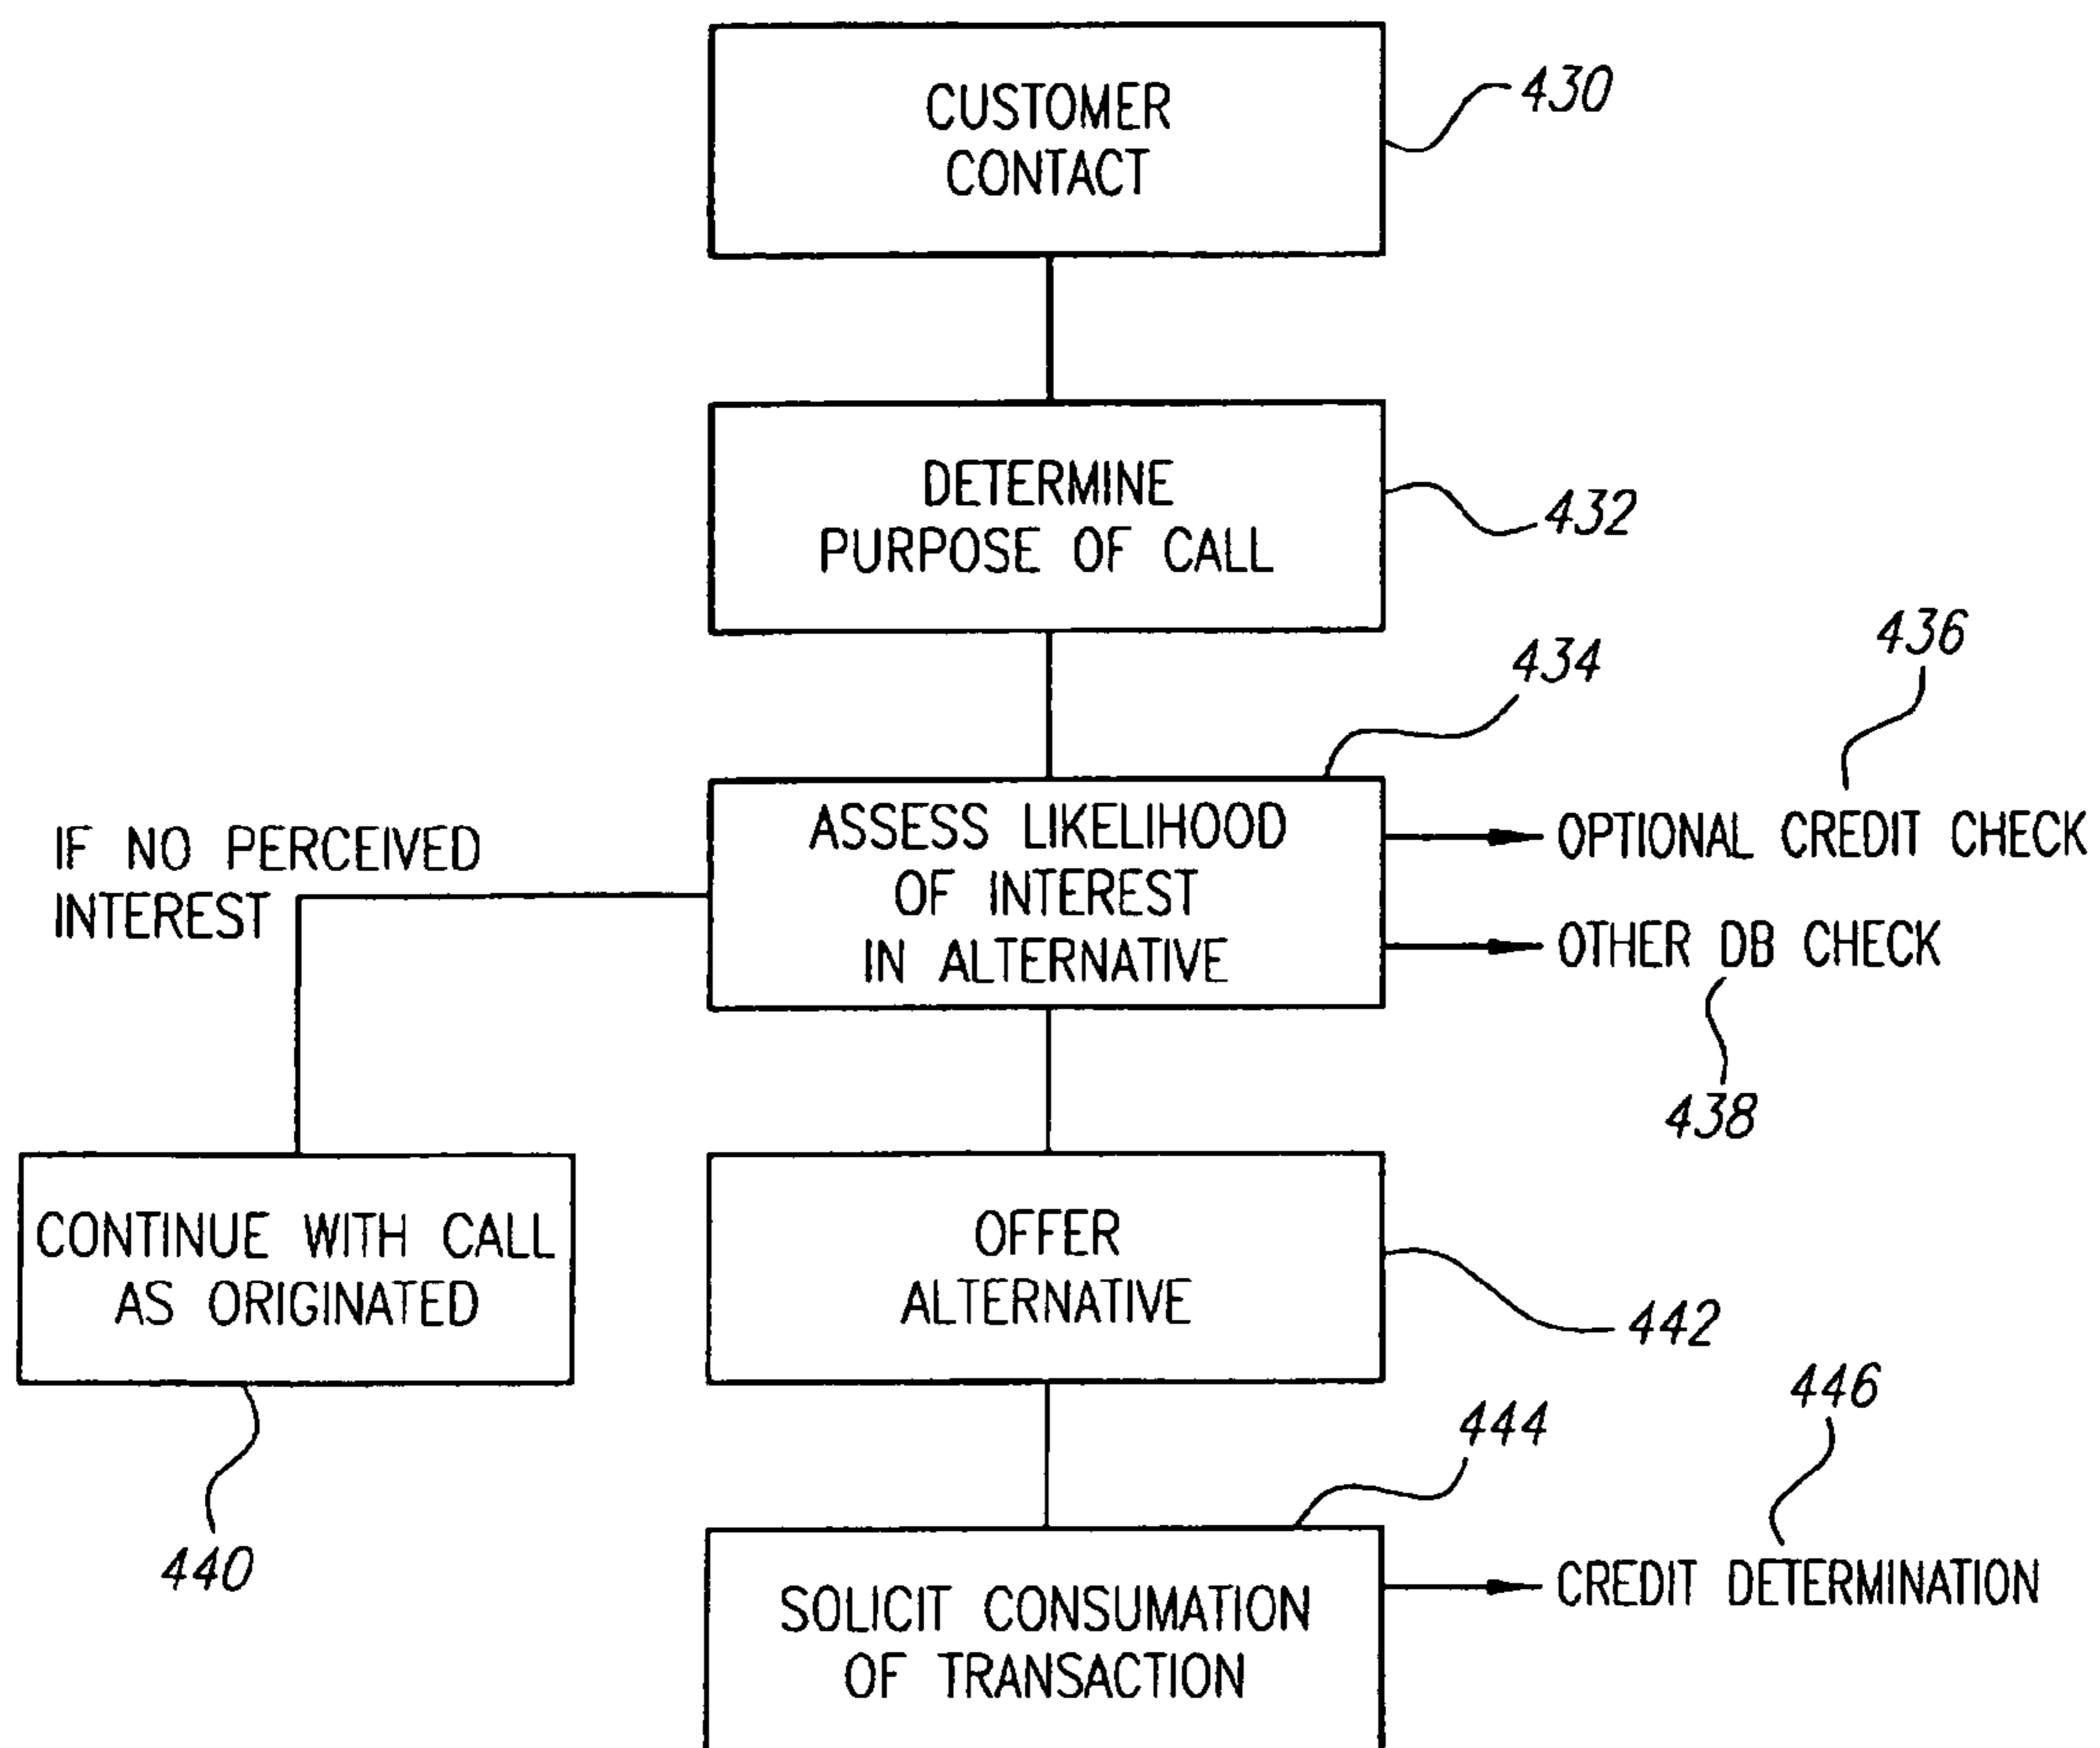 CUSTOMER
CONTACT
430
DETERMINE
PURPOSE OF CALL
432
434
436
IF NO PERCEIVED
INTEREST
ASSESS LIKELIHOOD
OF INTEREST
IN ALTERNATIVE
OPTIONAL CREDIT CHECK
OTHER DB CHECK
438
CONTINUE WITH CALL
AS ORIGINATED
440
OFFER
ALTERNATIVE
442
444
446
SOLICIT CONSUMATION
OF TRANSACTION
CREDIT DETERMINATION